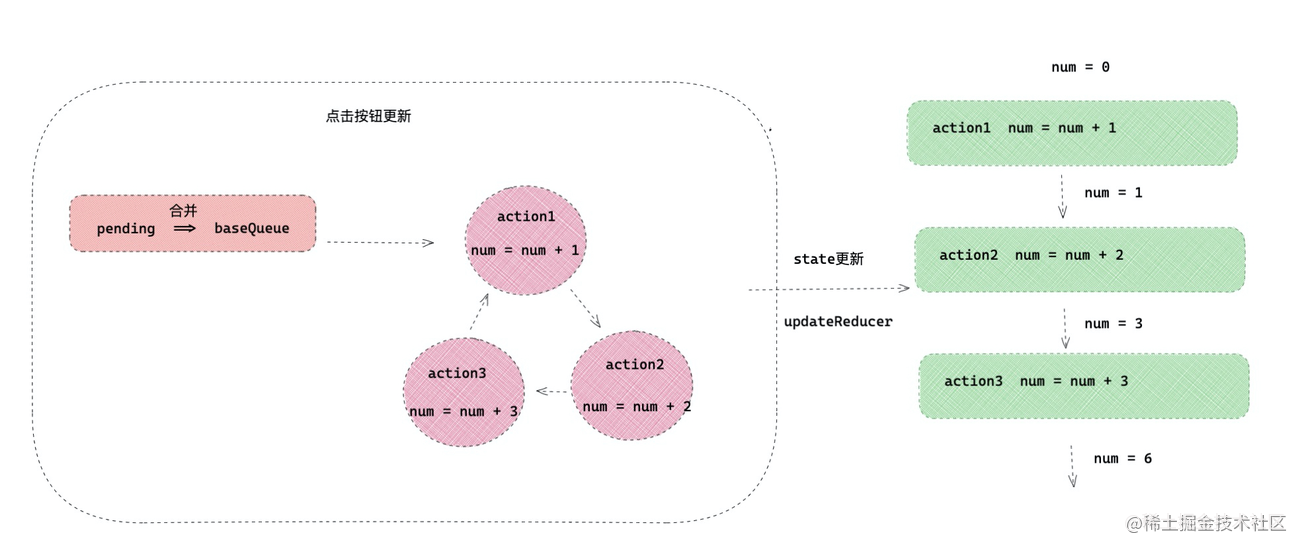 点击按钮更新
合并
pending ⇒ baseQueue
action1
num = num + 1
action2
num = num + 2
action3
num = num + 3
state更新
updateReducer
num = 0
action1 num = num + 1
num = 1
action2 num = num + 2
num = 3
action3 num = num + 3
num = 6
@稀土掘金技术社区